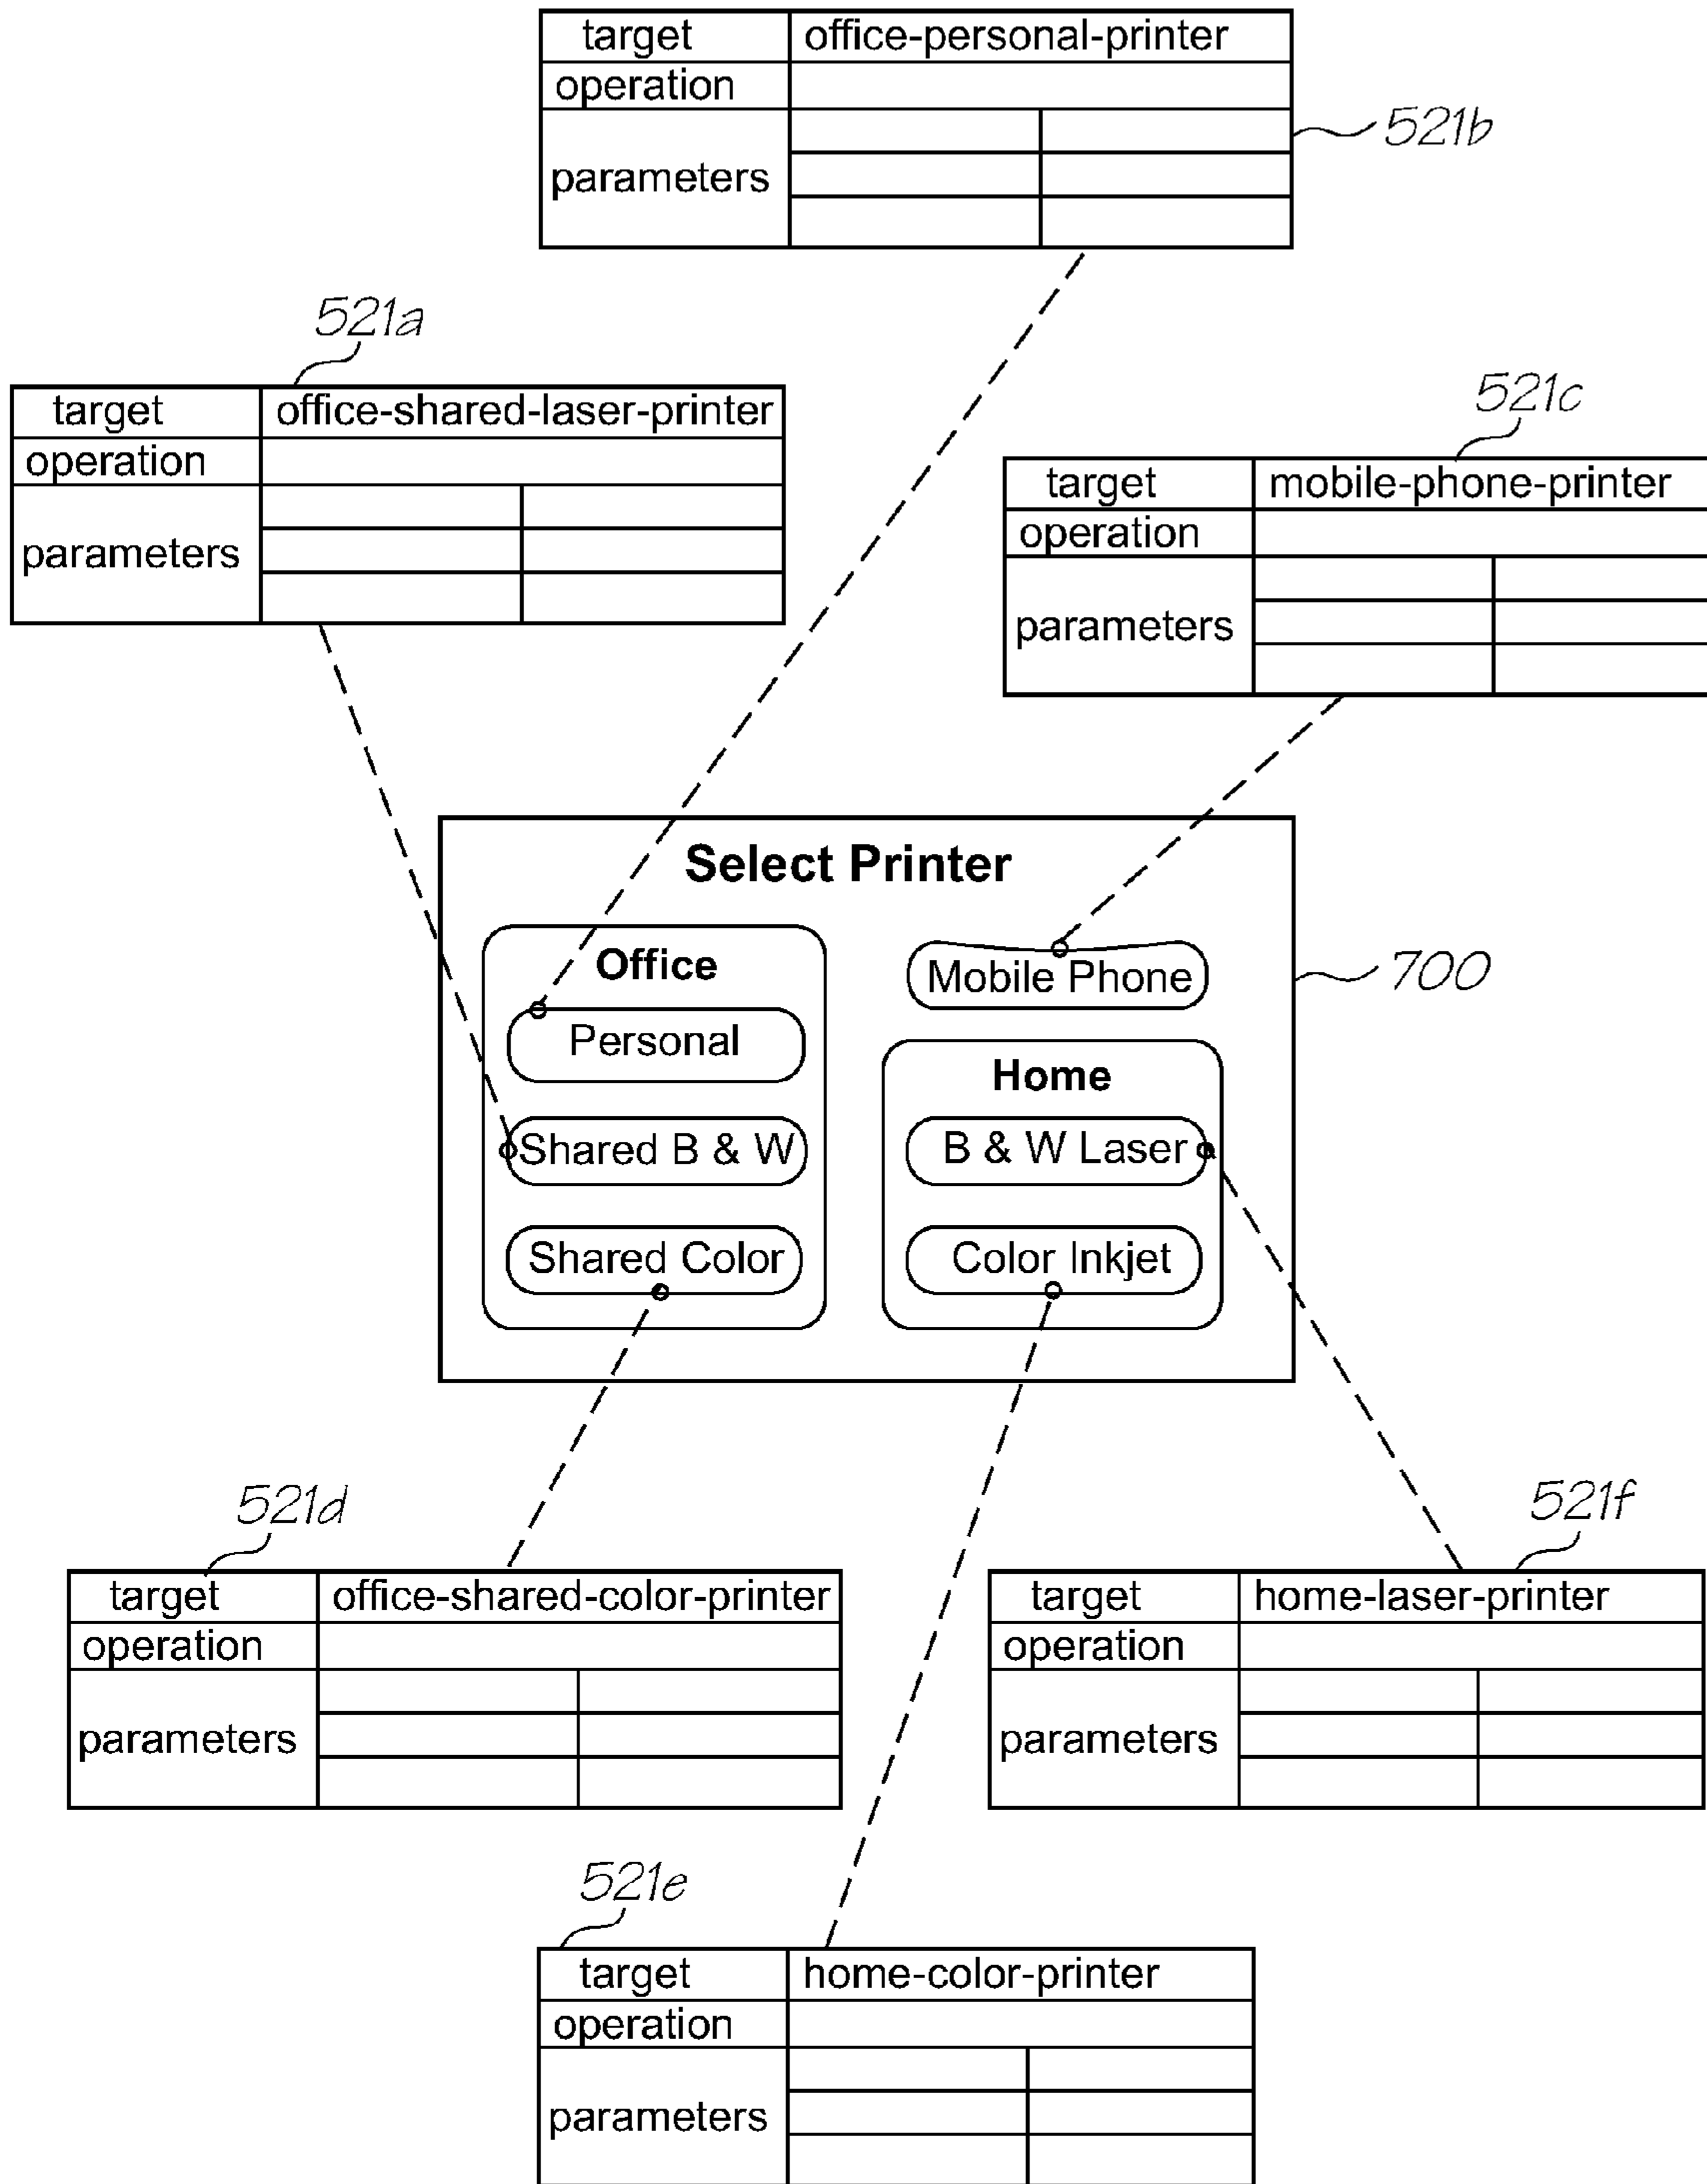 target office-personal-printer
operation
parameters
521b
521a
target office-shared-laser-printer
operation
parameters
521c
target mobile-phone-printer
operation
parameters
Select Printer
Office
Personal
Shared B & W
Shared Color
Mobile Phone
Home
B & W Laser
Color Inkjet
700
521d
target office-shared-color-printer
operation
parameters
521f
target home-laser-printer
operation
parameters
521e
target home-color-printer
operation
parameters